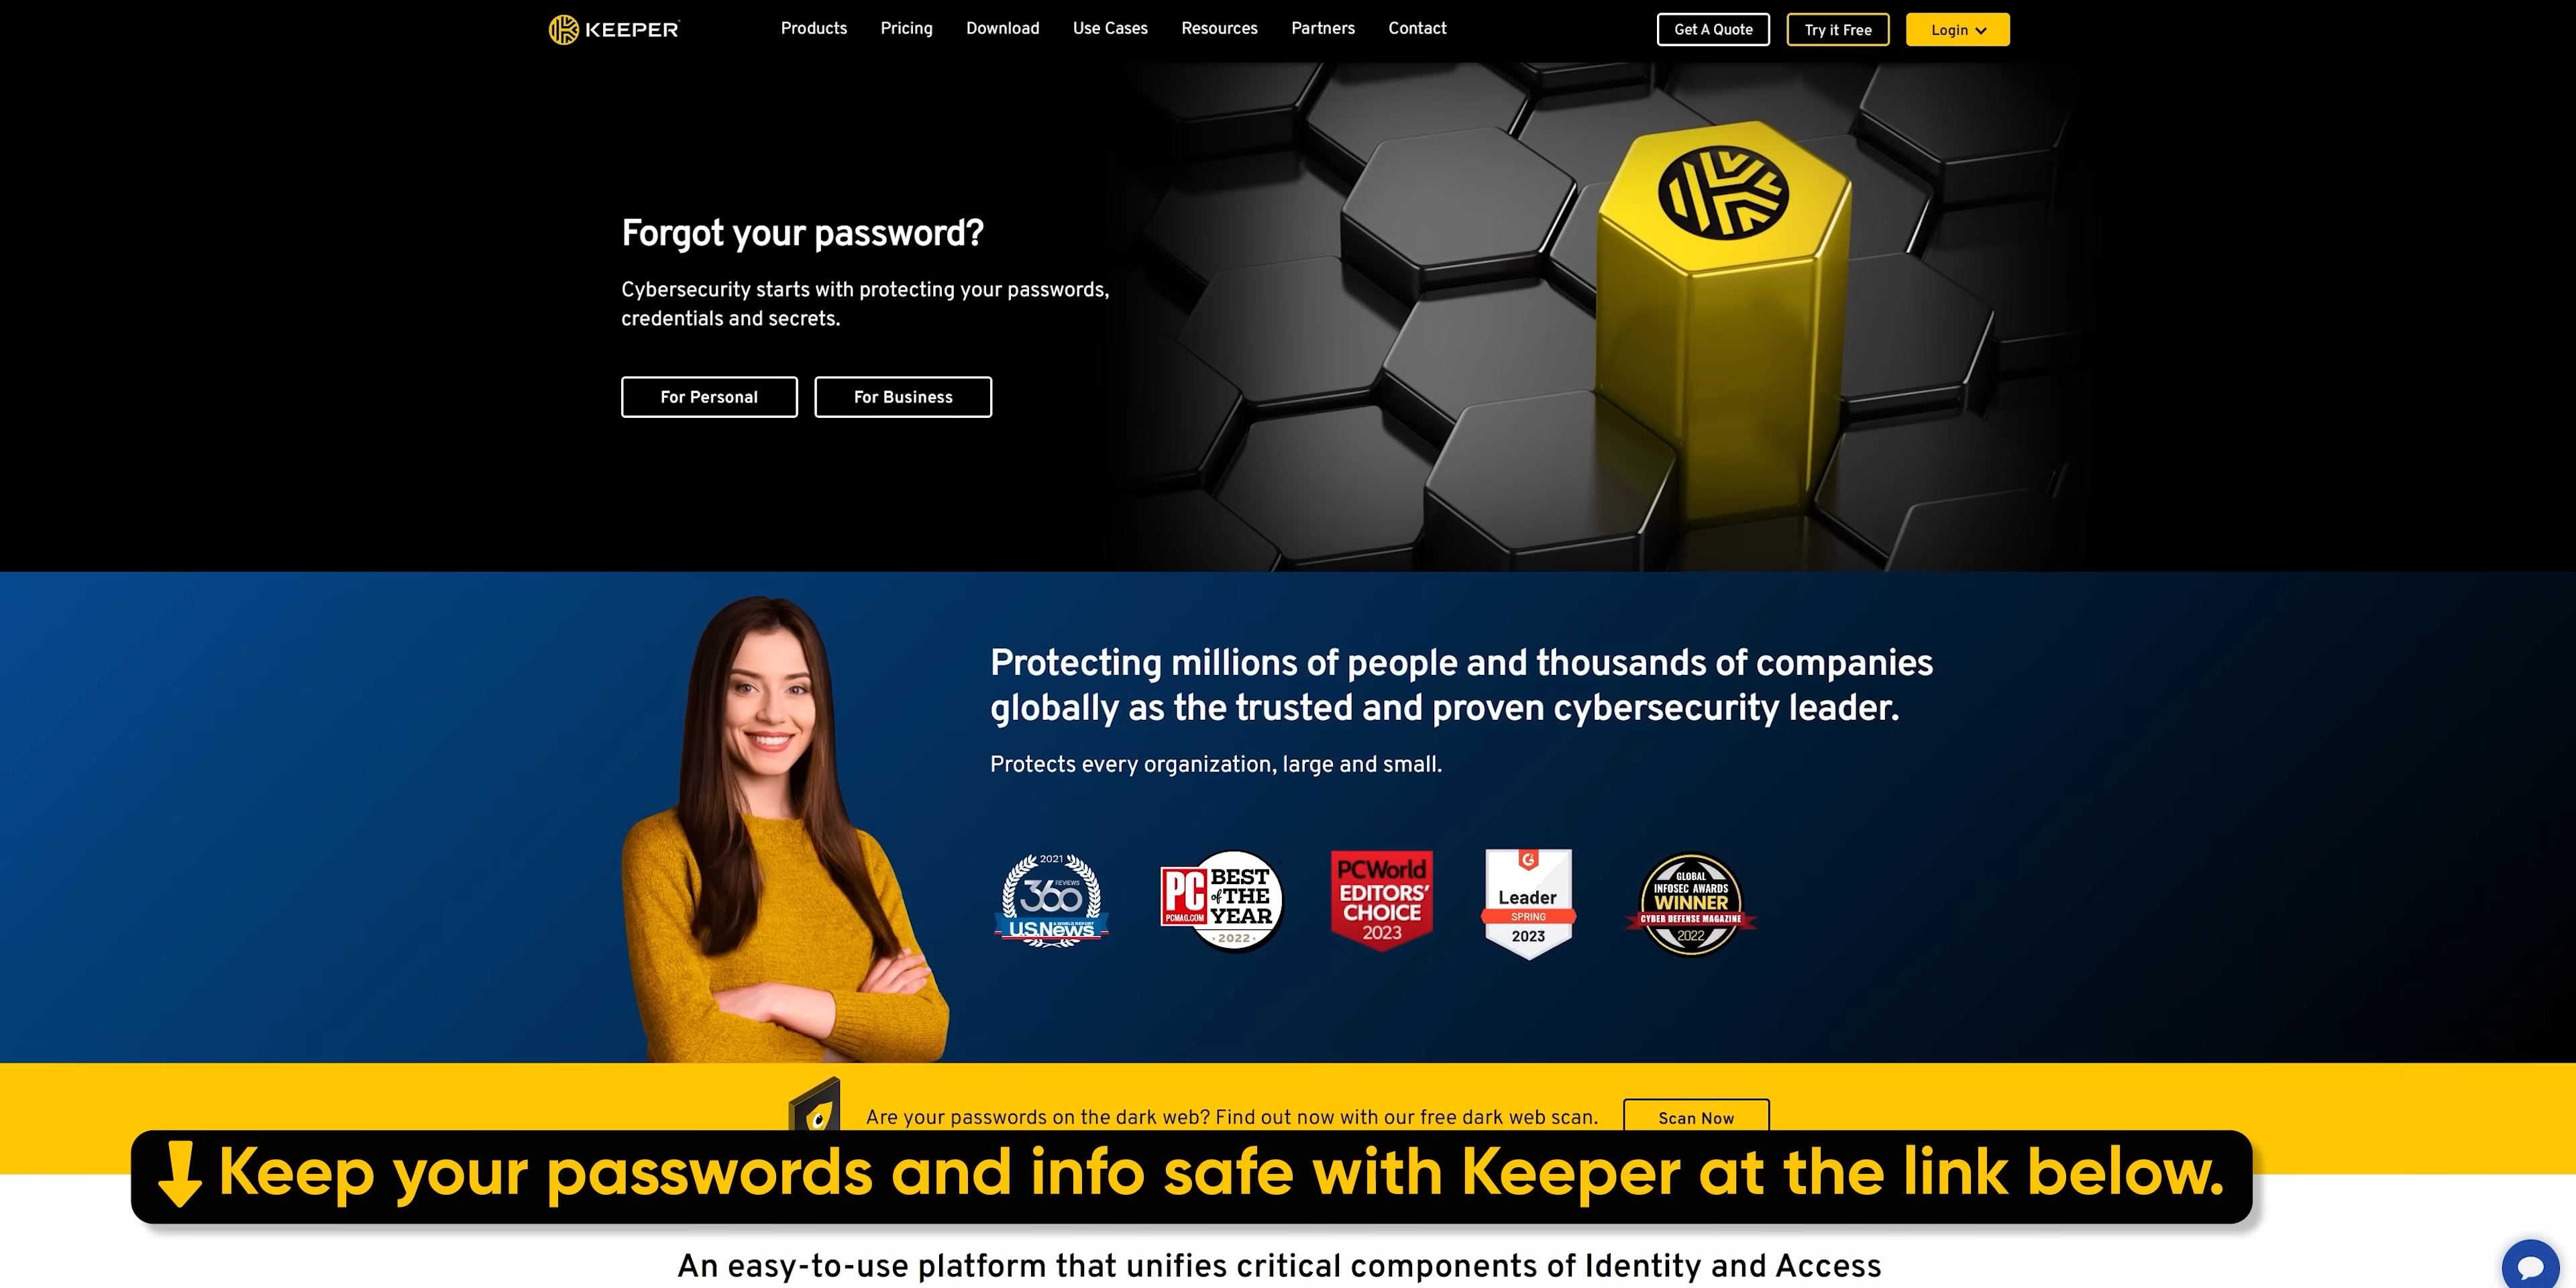 KEEPER
Products Pricing Download Use Cases Resources Partners Contact
Get A Quote Try it Free Login
Forgot your password?
Cybersecurity starts with protecting your passwords,
credentials and secrets.
For Personal For Business
Protecting millions of people and thousands of companies
globally as the trusted and proven cybersecurity leader.
Protects every organization, large and small.
2021
360 REVIEWS
U.S.News
& WORLD REPORT
PC
PCMAG.COM
BEST
of THE
YEAR
2022
PCWorld
EDITORS'
CHOICE
2023
G2
Leader
SPRING
2023
GLOBAL
INFOSEC AWARDS
WINNER
CYBER DEFENSE MAGAZINE
2022
Are your passwords on the dark web? Find out now with our free dark web scan. Scan Now
Keep your passwords and info safe with Keeper at the link below.
An easy-to-use platform that unifies critical components of Identity and Access